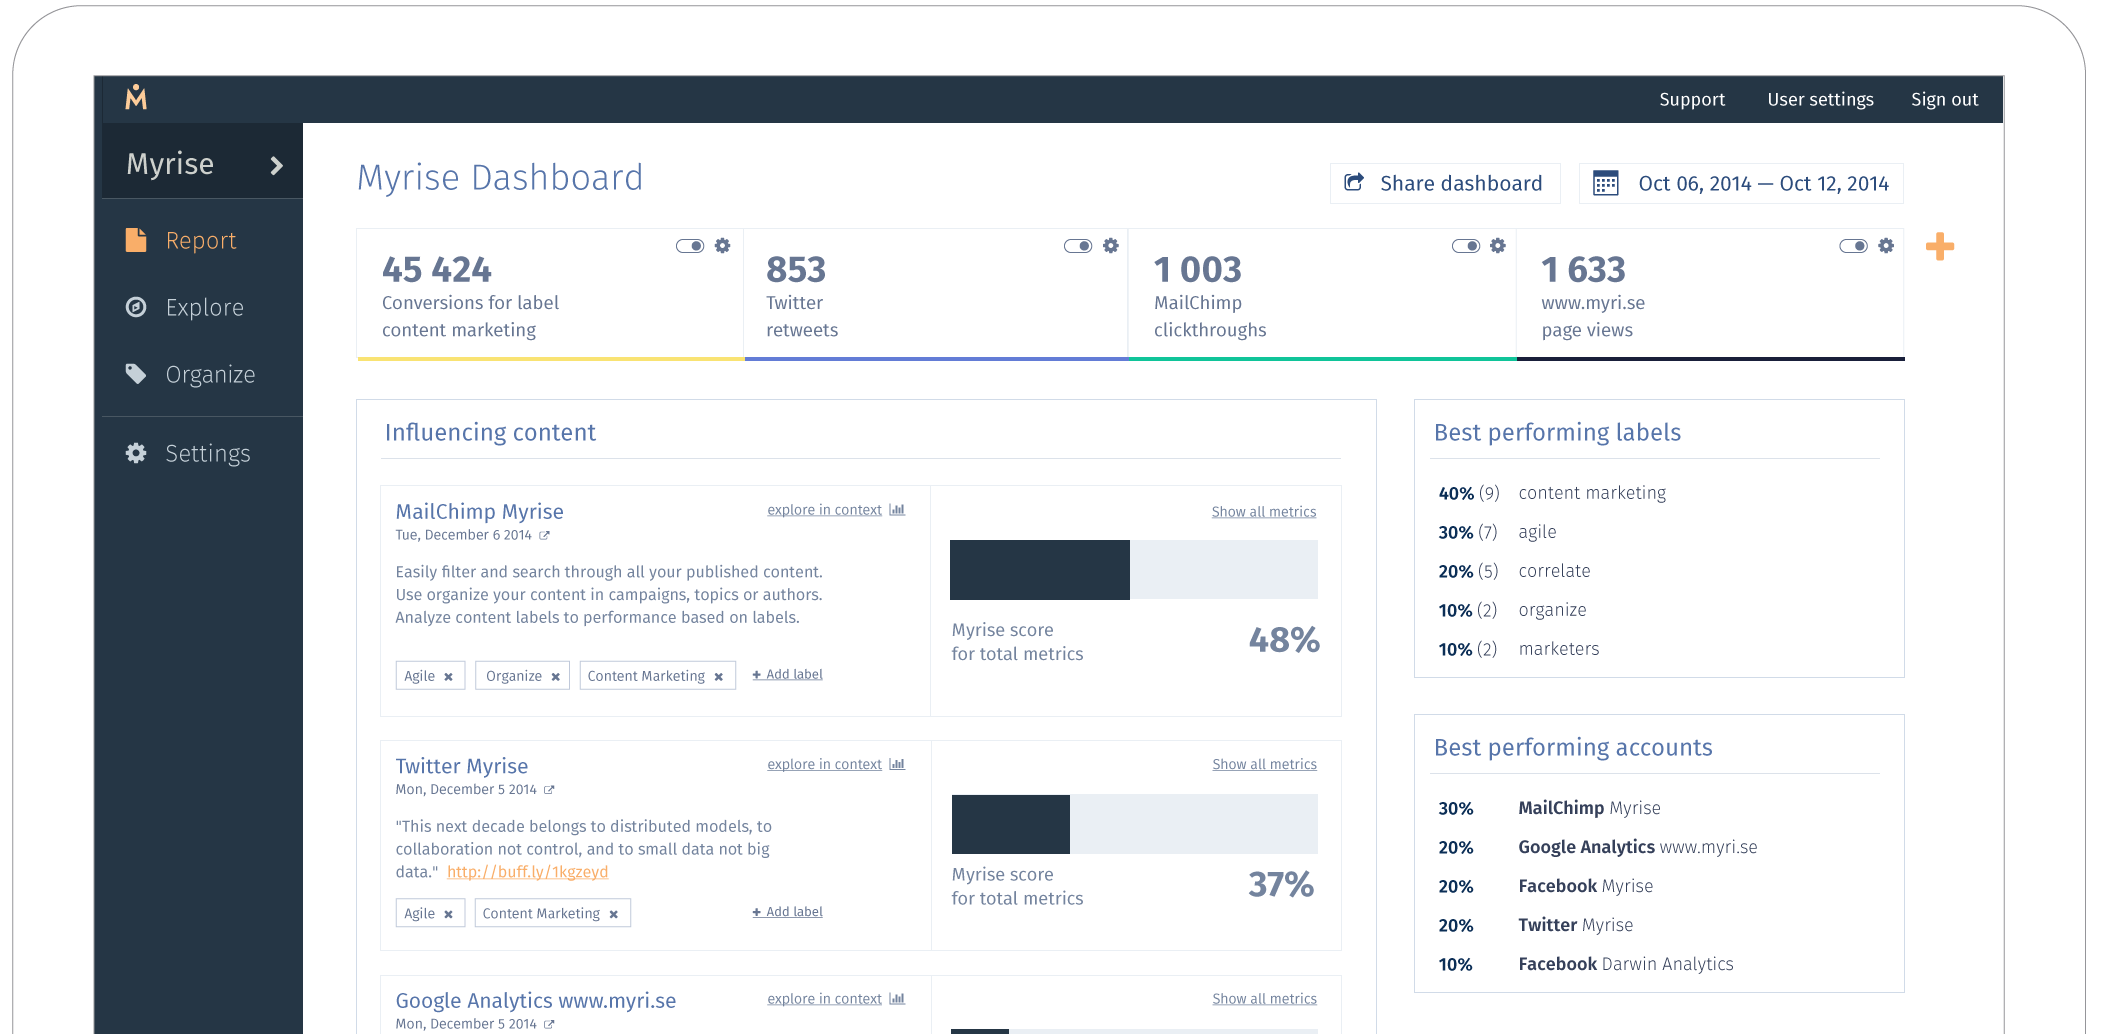 Support User settings Sign out
Myrise
Report
Explore
Organize
Settings
Myrise Dashboard
Share dashboard
Oct 06, 2014 — Oct 12, 2014
45 424
Conversions for label
content marketing
853
Twitter
retweets
1 003
MailChimp
clickthroughs
1 633
www.myri.se
page views
Influencing content
MailChimp Myrise
explore in context
Tue, December 6 2014
Easily filter and search through all your published content.
Use organize your content in campaigns, topics or authors.
Analyze content labels to performance based on labels.
Agile × Organize × Content Marketing × + Add label
Show all metrics
Myrise score
for total metrics
48%
Twitter Myrise
explore in context
Mon, December 5 2014
"This next decade belongs to distributed models, to
collaboration not control, and to small data not big
data." http://buff.ly/1kgzeyd
Agile × Content Marketing × + Add label
Show all metrics
Myrise score
for total metrics
37%
Google Analytics www.myri.se
explore in context
Mon, December 5 2014
Show all metrics
Best performing labels
40% (9) content marketing
30% (7) agile
20% (5) correlate
10% (2) organize
10% (2) marketers
Best performing accounts
30% MailChimp Myrise
20% Google Analytics www.myri.se
20% Facebook Myrise
20% Twitter Myrise
10% Facebook Darwin Analytics